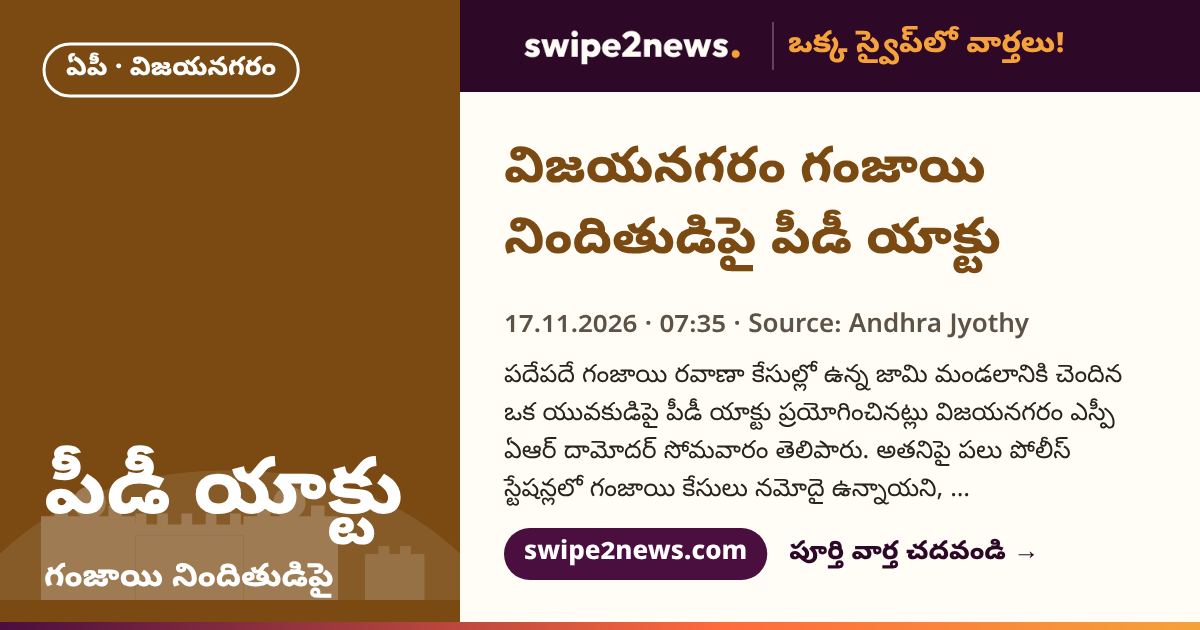 ఏపీ · విజయనగరం
swipe2news.
ఒక్క స్వైప్‌లో వార్తలు!
విజయనగరం గంజాయి
నిందితుడిపై పీడీ యాక్టు
17.11.2026 · 07:35 · Source: Andhra Jyothy
పదేపదే గంజాయి రవాణా కేసుల్లో ఉన్న జామి మండలానికి చెందిన
ఒక యువకుడిపై పీడీ యాక్టు ప్రయోగించినట్లు విజయనగరం ఎస్పీ
ఏఆర్ దామోదర్ సోమవారం తెలిపారు. అతనిపై పలు పోలీస్
స్టేషన్లలో గంజాయి కేసులు నమోదై ఉన్నాయని, ...
పీడీ యాక్టు
గంజాయి నిందితుడిపై
swipe2news.com
పూర్తి వార్త చదవండి →